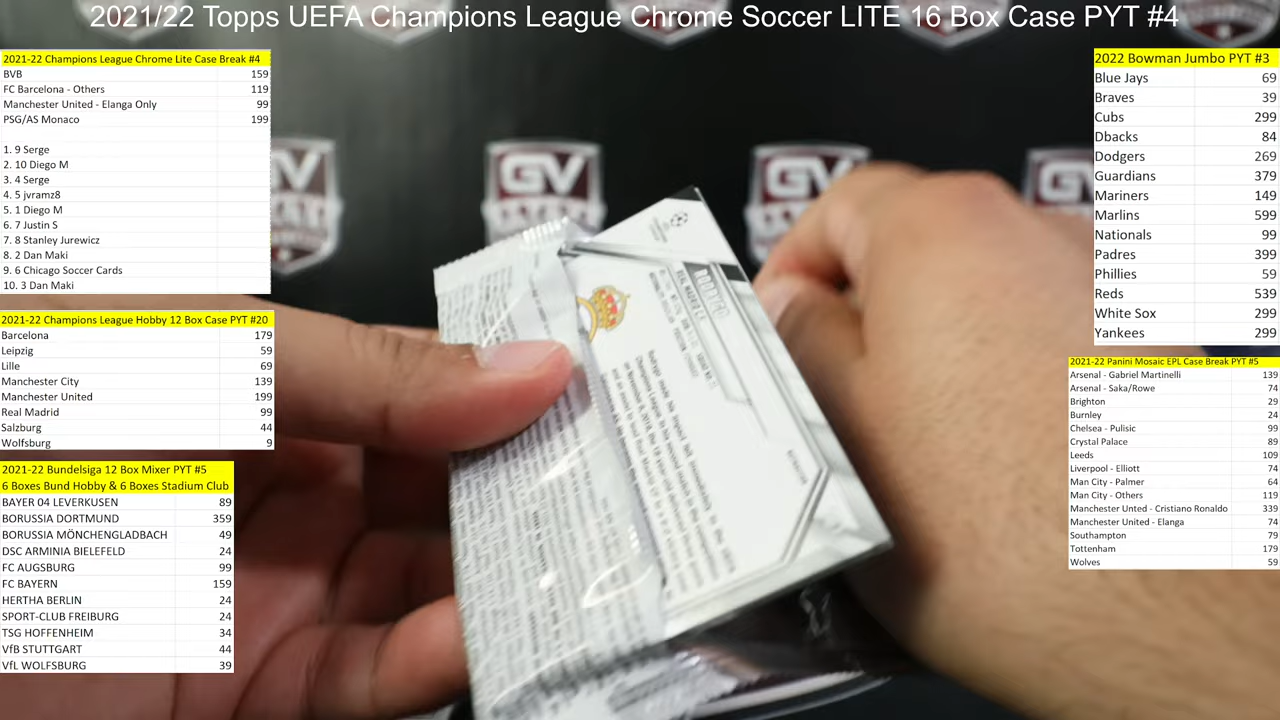 2021/22 Topps UEFA Champions League Chrome Soccer LITE 16 Box Case PYT #4
2021-22 Champions League Chrome Lite Case Break #4
BVB 159
FC Barcelona - Others 119
Manchester United - Elanga Only 99
PSG/AS Monaco 199
1. 9 Serge
2. 10 Diego M
3. 4 Serge
4. 5 jvramz8
5. 1 Diego M
6. 7 Justin S
7. 8 Stanley Jurewicz
8. 2 Dan Maki
9. 6 Chicago Soccer Cards
10. 3 Dan Maki
2021-22 Champions League Hobby 12 Box Case PYT #20
Barcelona 179
Leipzig 59
Lille 69
Manchester City 139
Manchester United 199
Real Madrid 99
Salzburg 44
Wolfsburg 9
2021-22 Bundelsiga 12 Box Mixer PYT #5
6 Boxes Bund Hobby & 6 Boxes Stadium Club
BAYER 04 LEVERKUSEN 89
BORUSSIA DORTMUND 359
BORUSSIA MÖNCHENGLADBACH 49
DSC ARMINIA BIELEFELD 24
FC AUGSBURG 99
FC BAYERN 159
HERTHA BERLIN 24
SPORT-CLUB FREIBURG 24
TSG HOFFENHEIM 34
VfB STUTTGART 44
VfL WOLFSBURG 39
GV
GV
GV
REAL MADRID CF
2022 Bowman Jumbo PYT #3
Blue Jays 69
Braves 39
Cubs 299
Dbacks 84
Dodgers 269
Guardians 379
Mariners 149
Marlins 599
Nationals 99
Padres 399
Phillies 59
Reds 539
White Sox 299
Yankees 299
2021-22 Panini Mosaic EPL Case Break PYT #5
Arsenal - Gabriel Martinelli 139
Arsenal - Saka/Rowe 74
Brighton 29
Burnley 24
Chelsea - Pulisic 99
Crystal Palace 89
Leeds 109
Liverpool - Elliott 74
Man City - Palmer 64
Man City - Others 119
Manchester Unted - Cristiano Ronaldo 339
Manchester United - Elanga 74
Southampton 79
Tottenham 179
Wolves 59